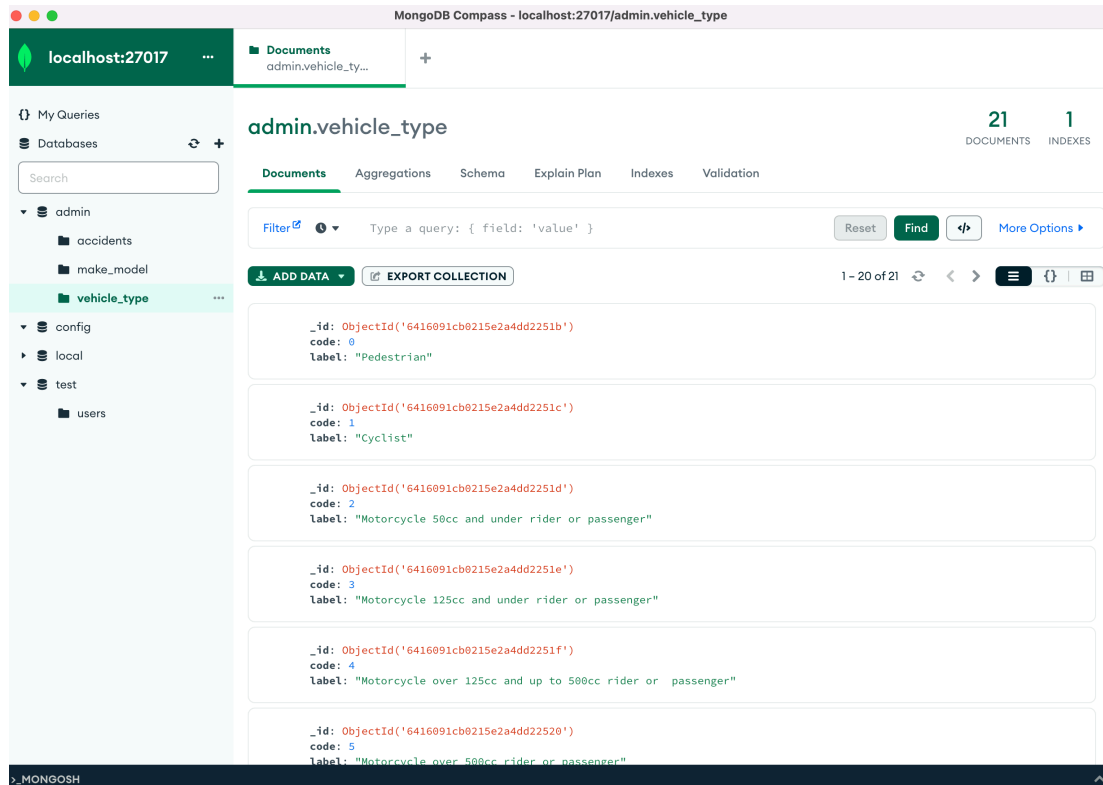 MongoDB Compass - localhost:27017/admin.vehicle_type
localhost:27017 ...
Documents
admin.vehicle_ty...
+
{} My Queries
Databases
Search
admin
accidents
make_model
vehicle_type ...
config
local
test
users
admin.vehicle_type
21 DOCUMENTS
1 INDEXES
Documents Aggregations Schema Explain Plan Indexes Validation
Filter Type a query: { field: 'value' } Reset Find </> More Options
ADD DATA EXPORT COLLECTION 1 – 20 of 21 {}
_id: ObjectId('6416091cb0215e2a4dd2251b')
code: 0
label: "Pedestrian"
_id: ObjectId('6416091cb0215e2a4dd2251c')
code: 1
label: "Cyclist"
_id: ObjectId('6416091cb0215e2a4dd2251d')
code: 2
label: "Motorcycle 50cc and under rider or passenger"
_id: ObjectId('6416091cb0215e2a4dd2251e')
code: 3
label: "Motorcycle 125cc and under rider or passenger"
_id: ObjectId('6416091cb0215e2a4dd2251f')
code: 4
label: "Motorcycle over 125cc and up to 500cc rider or  passenger"
_id: ObjectId('6416091cb0215e2a4dd22520')
code: 5
label: "Motorcycle over 500cc rider or passenger"
>_MONGOSH